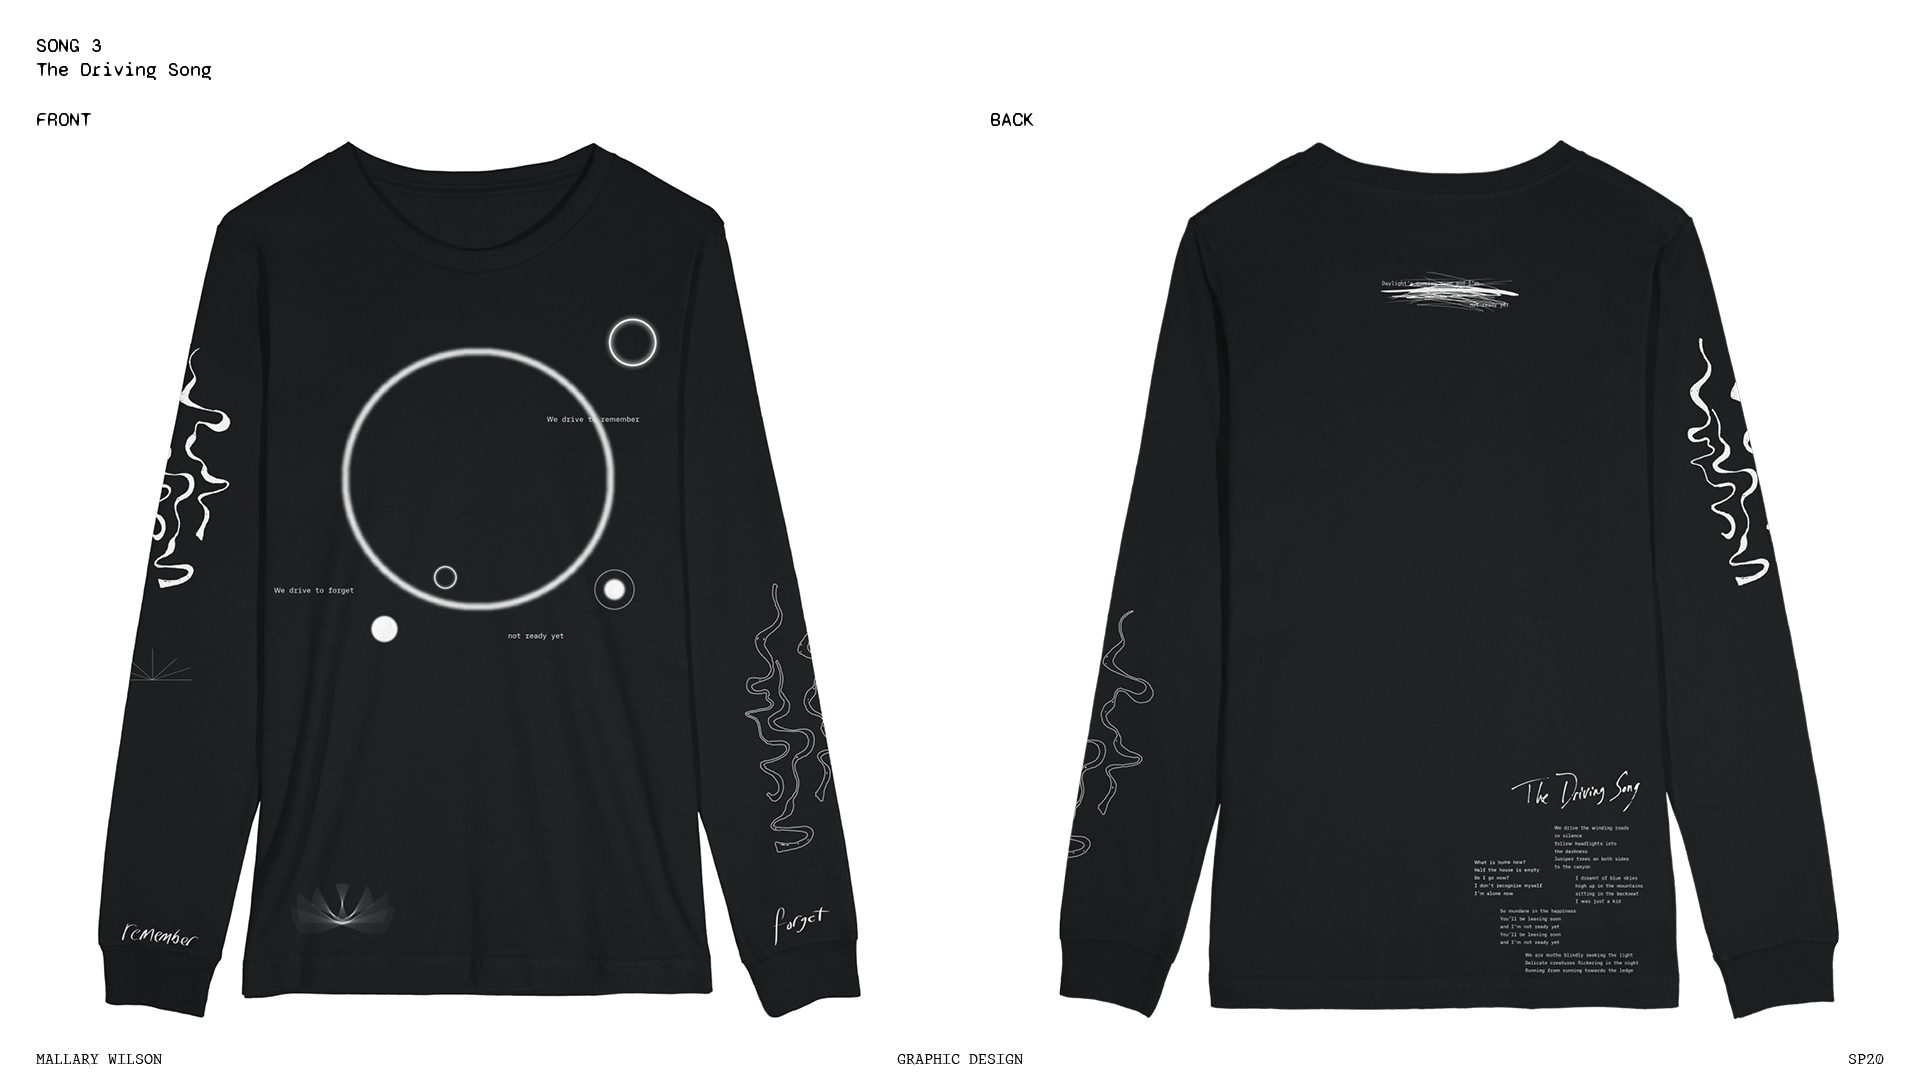 SONG 3
The Driving Song
FRONT
BACK
We drive to remember
We drive to forget
not ready yet
remember
forget
Daylight's coming soon and I'm
not ready yet
The Driving Song
We drive the winding roads
in silence
follow headlights into
the darkness
Juniper trees on both sides
to the canyon
What is home now?
Half the house is empty
Do I go now?
I don't recognize myself
I'm alone now
I dreamt of blue skies
high up in the mountains
sitting in the backseat
I was just a kid
So mundane in the happiness
You'll be leaving soon
and I'm not ready yet
You'll be leaving soon
and I'm not ready yet
We are moths blindly seeking the light
Delicate creatures flickering in the night
Running from running towards the ledge
MALLARY WILSON
GRAPHIC DESIGN
SP20